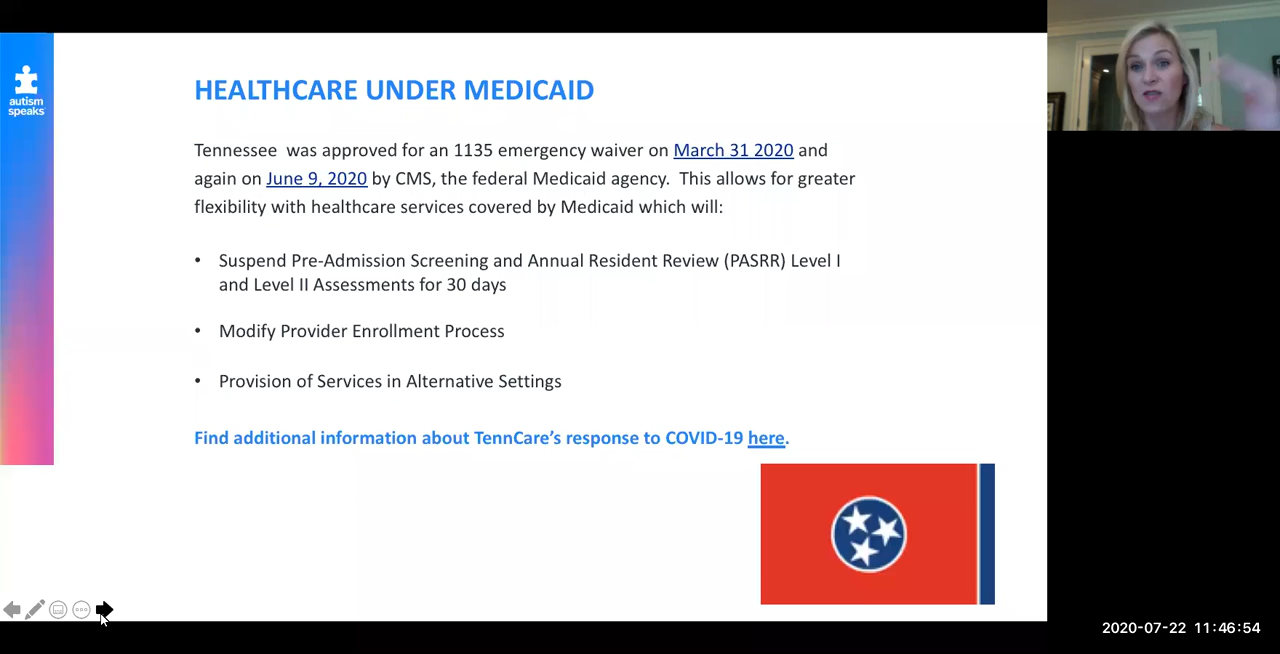 autism
speaks
HEALTHCARE UNDER MEDICAID
Tennessee  was approved for an 1135 emergency waiver on March 31 2020 and
again on June 9, 2020 by CMS, the federal Medicaid agency.  This allows for greater
flexibility with healthcare services covered by Medicaid which will:
• Suspend Pre-Admission Screening and Annual Resident Review (PASRR) Level I
and Level II Assessments for 30 days
• Modify Provider Enrollment Process
• Provision of Services in Alternative Settings
Find additional information about TennCare’s response to COVID-19 here.
2020-07-22 11:46:54